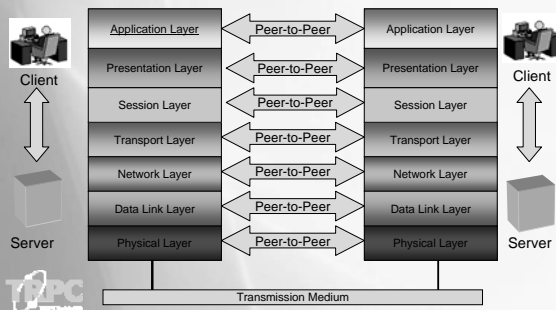 Application Layer Peer-to-Peer Application Layer
Presentation Layer Peer-to-Peer Presentation Layer
Client Client
Session Layer Peer-to-Peer Session Layer
Transport Layer Peer-to-Peer Transport Layer
Network Layer Peer-to-Peer Network Layer
Data Link Layer Peer-to-Peer Data Link Layer
Server Physical Layer Peer-to-Peer Physical Layer Server
TRPC
Transmission Medium